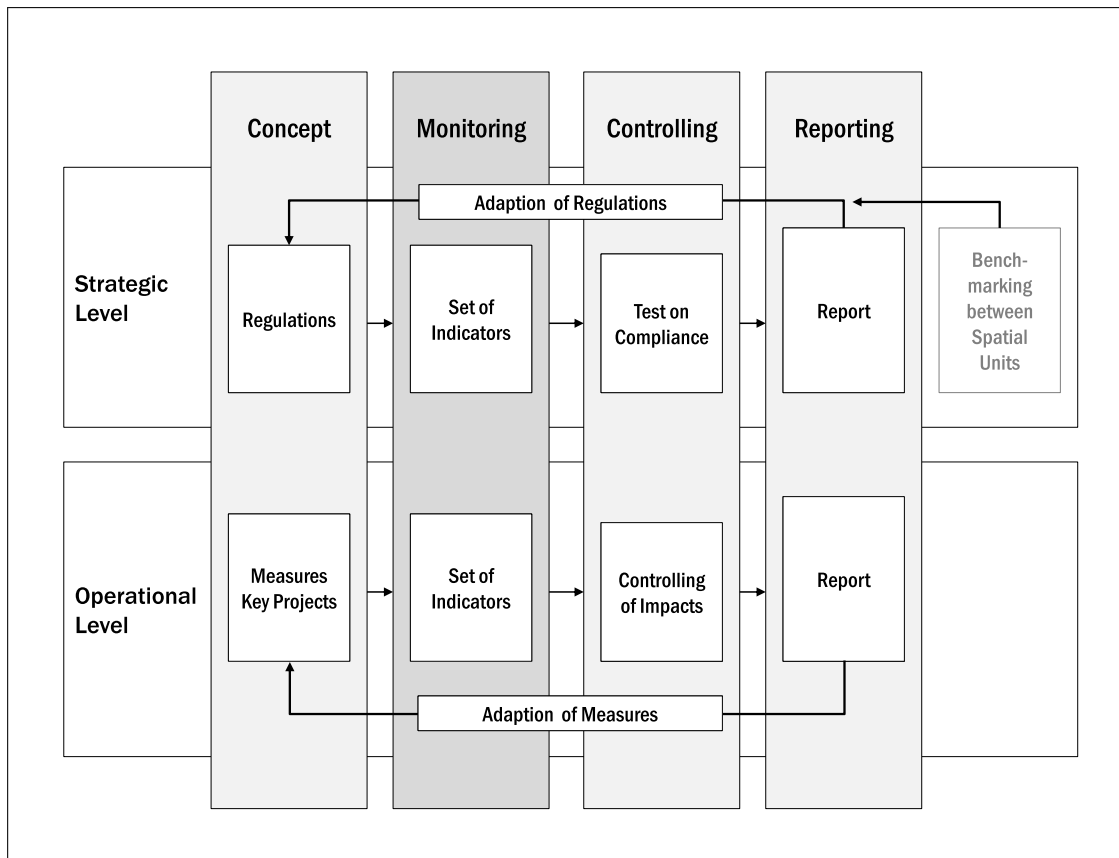 Concept
Monitoring
Controlling
Reporting
Adaption of Regulations
Strategic
Level
Regulations
Set of
Indicators
Test on
Compliance
Report
Bench-
marking
between
Spatial
Units
Operational
Level
Measures
Key Projects
Set of
Indicators
Controlling
of Impacts
Report
Adaption of Measures